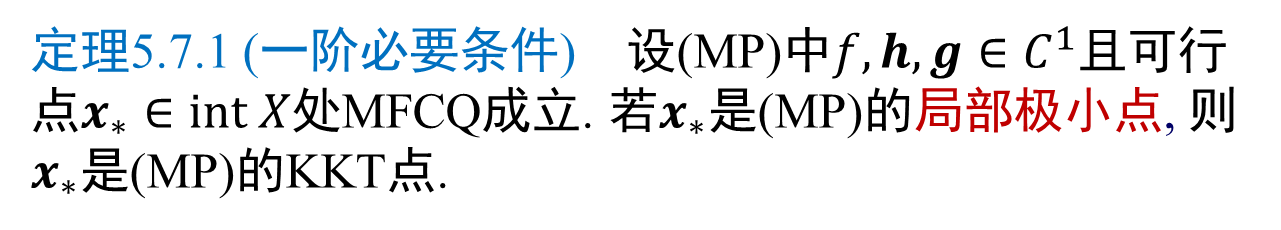 定理5.7.1 (一阶必要条件) 设(MP)中𝑓, 𝒉, 𝒈 ∈ 𝐶¹且可行
点𝒙∗ ∈ int 𝑋处MFCQ成立. 若𝒙∗是(MP)的局部极小点, 则
𝒙∗是(MP)的KKT点.